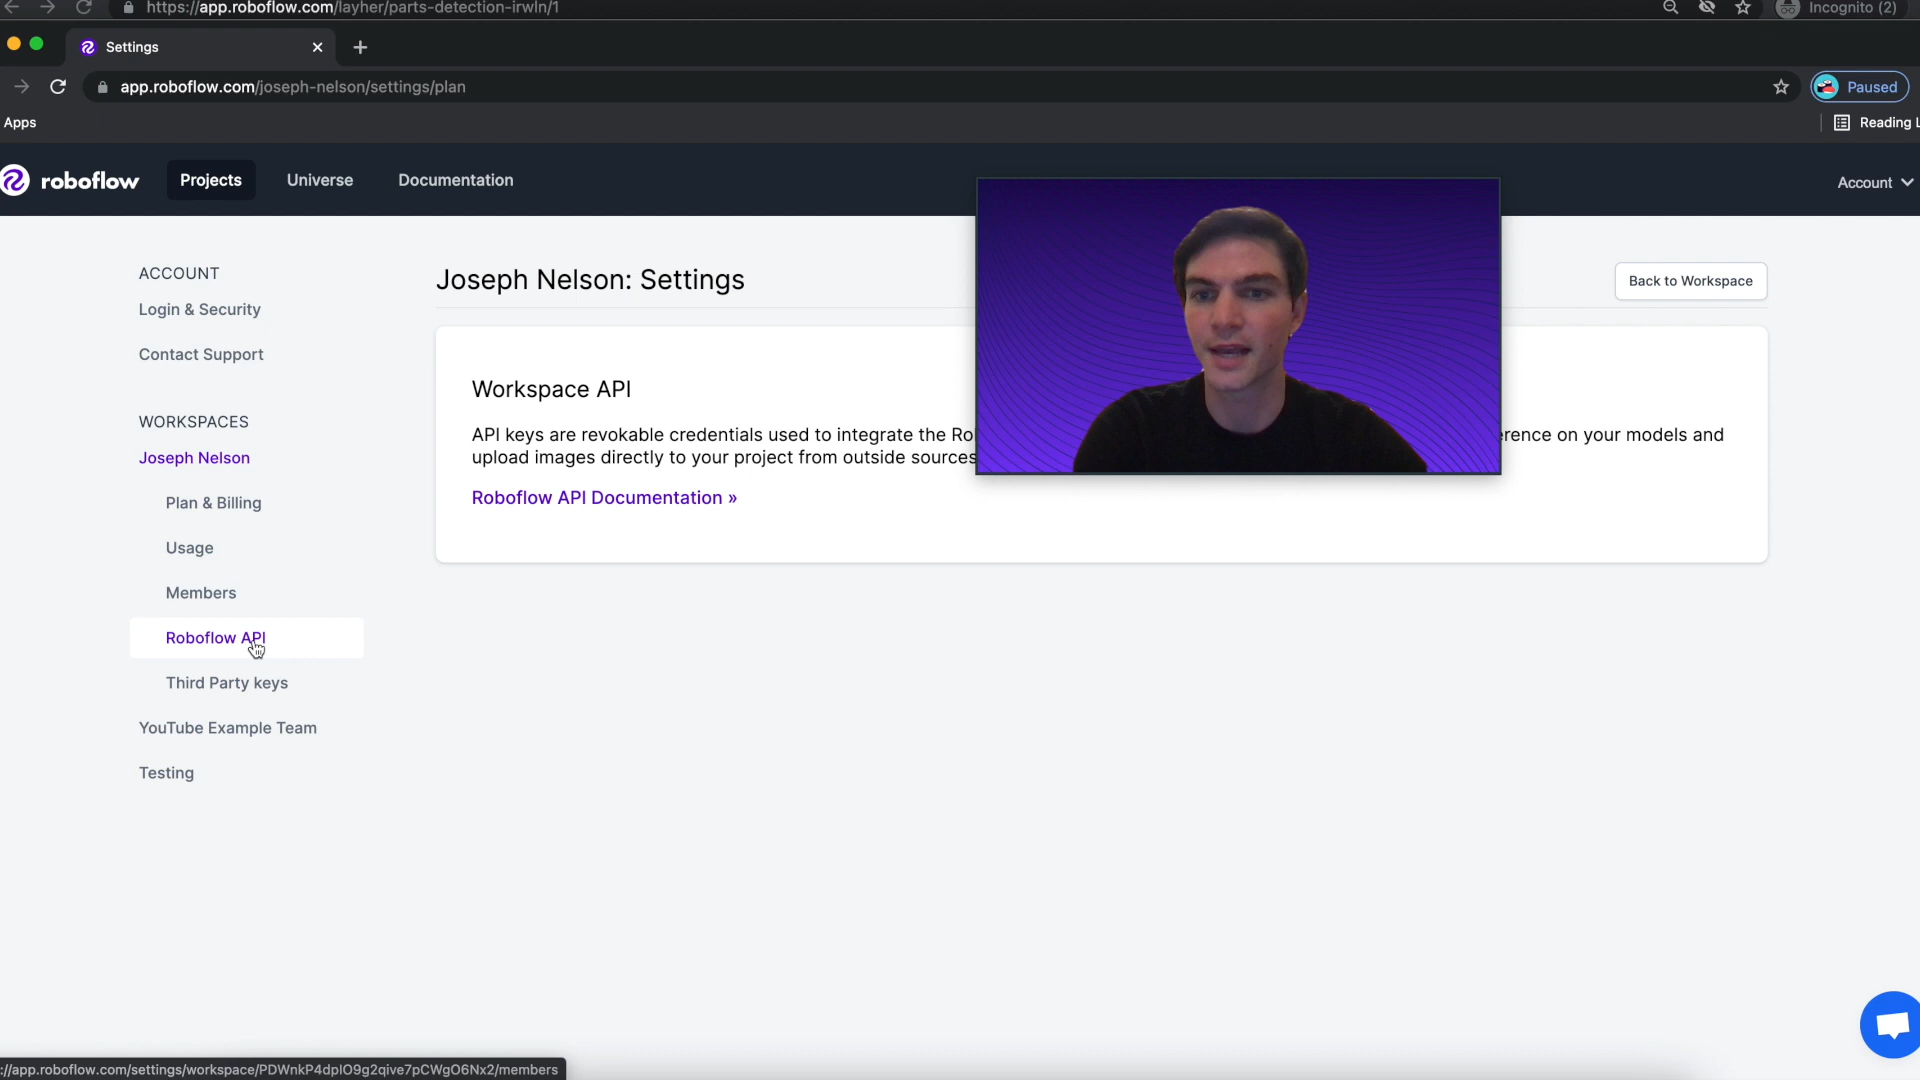 https://app.roboflow.com/layher/parts-detection-irwln/1
Incognito (2)
Settings
app.roboflow.com/joseph-nelson/settings/plan
Paused
Apps
Reading L
roboflow
Projects
Universe
Documentation
Account
ACCOUNT
Login & Security
Contact Support
WORKSPACES
Joseph Nelson
Plan & Billing
Usage
Members
Roboflow API
Third Party keys
YouTube Example Team
Testing
Joseph Nelson: Settings
Back to Workspace
Workspace API
API keys are revokable credentials used to integrate the Ro erence on your models and
upload images directly to your project from outside sources
Roboflow API Documentation »
://app.roboflow.com/settings/workspace/PDWnkP4dplO9g2qive7pCWgO6Nx2/members